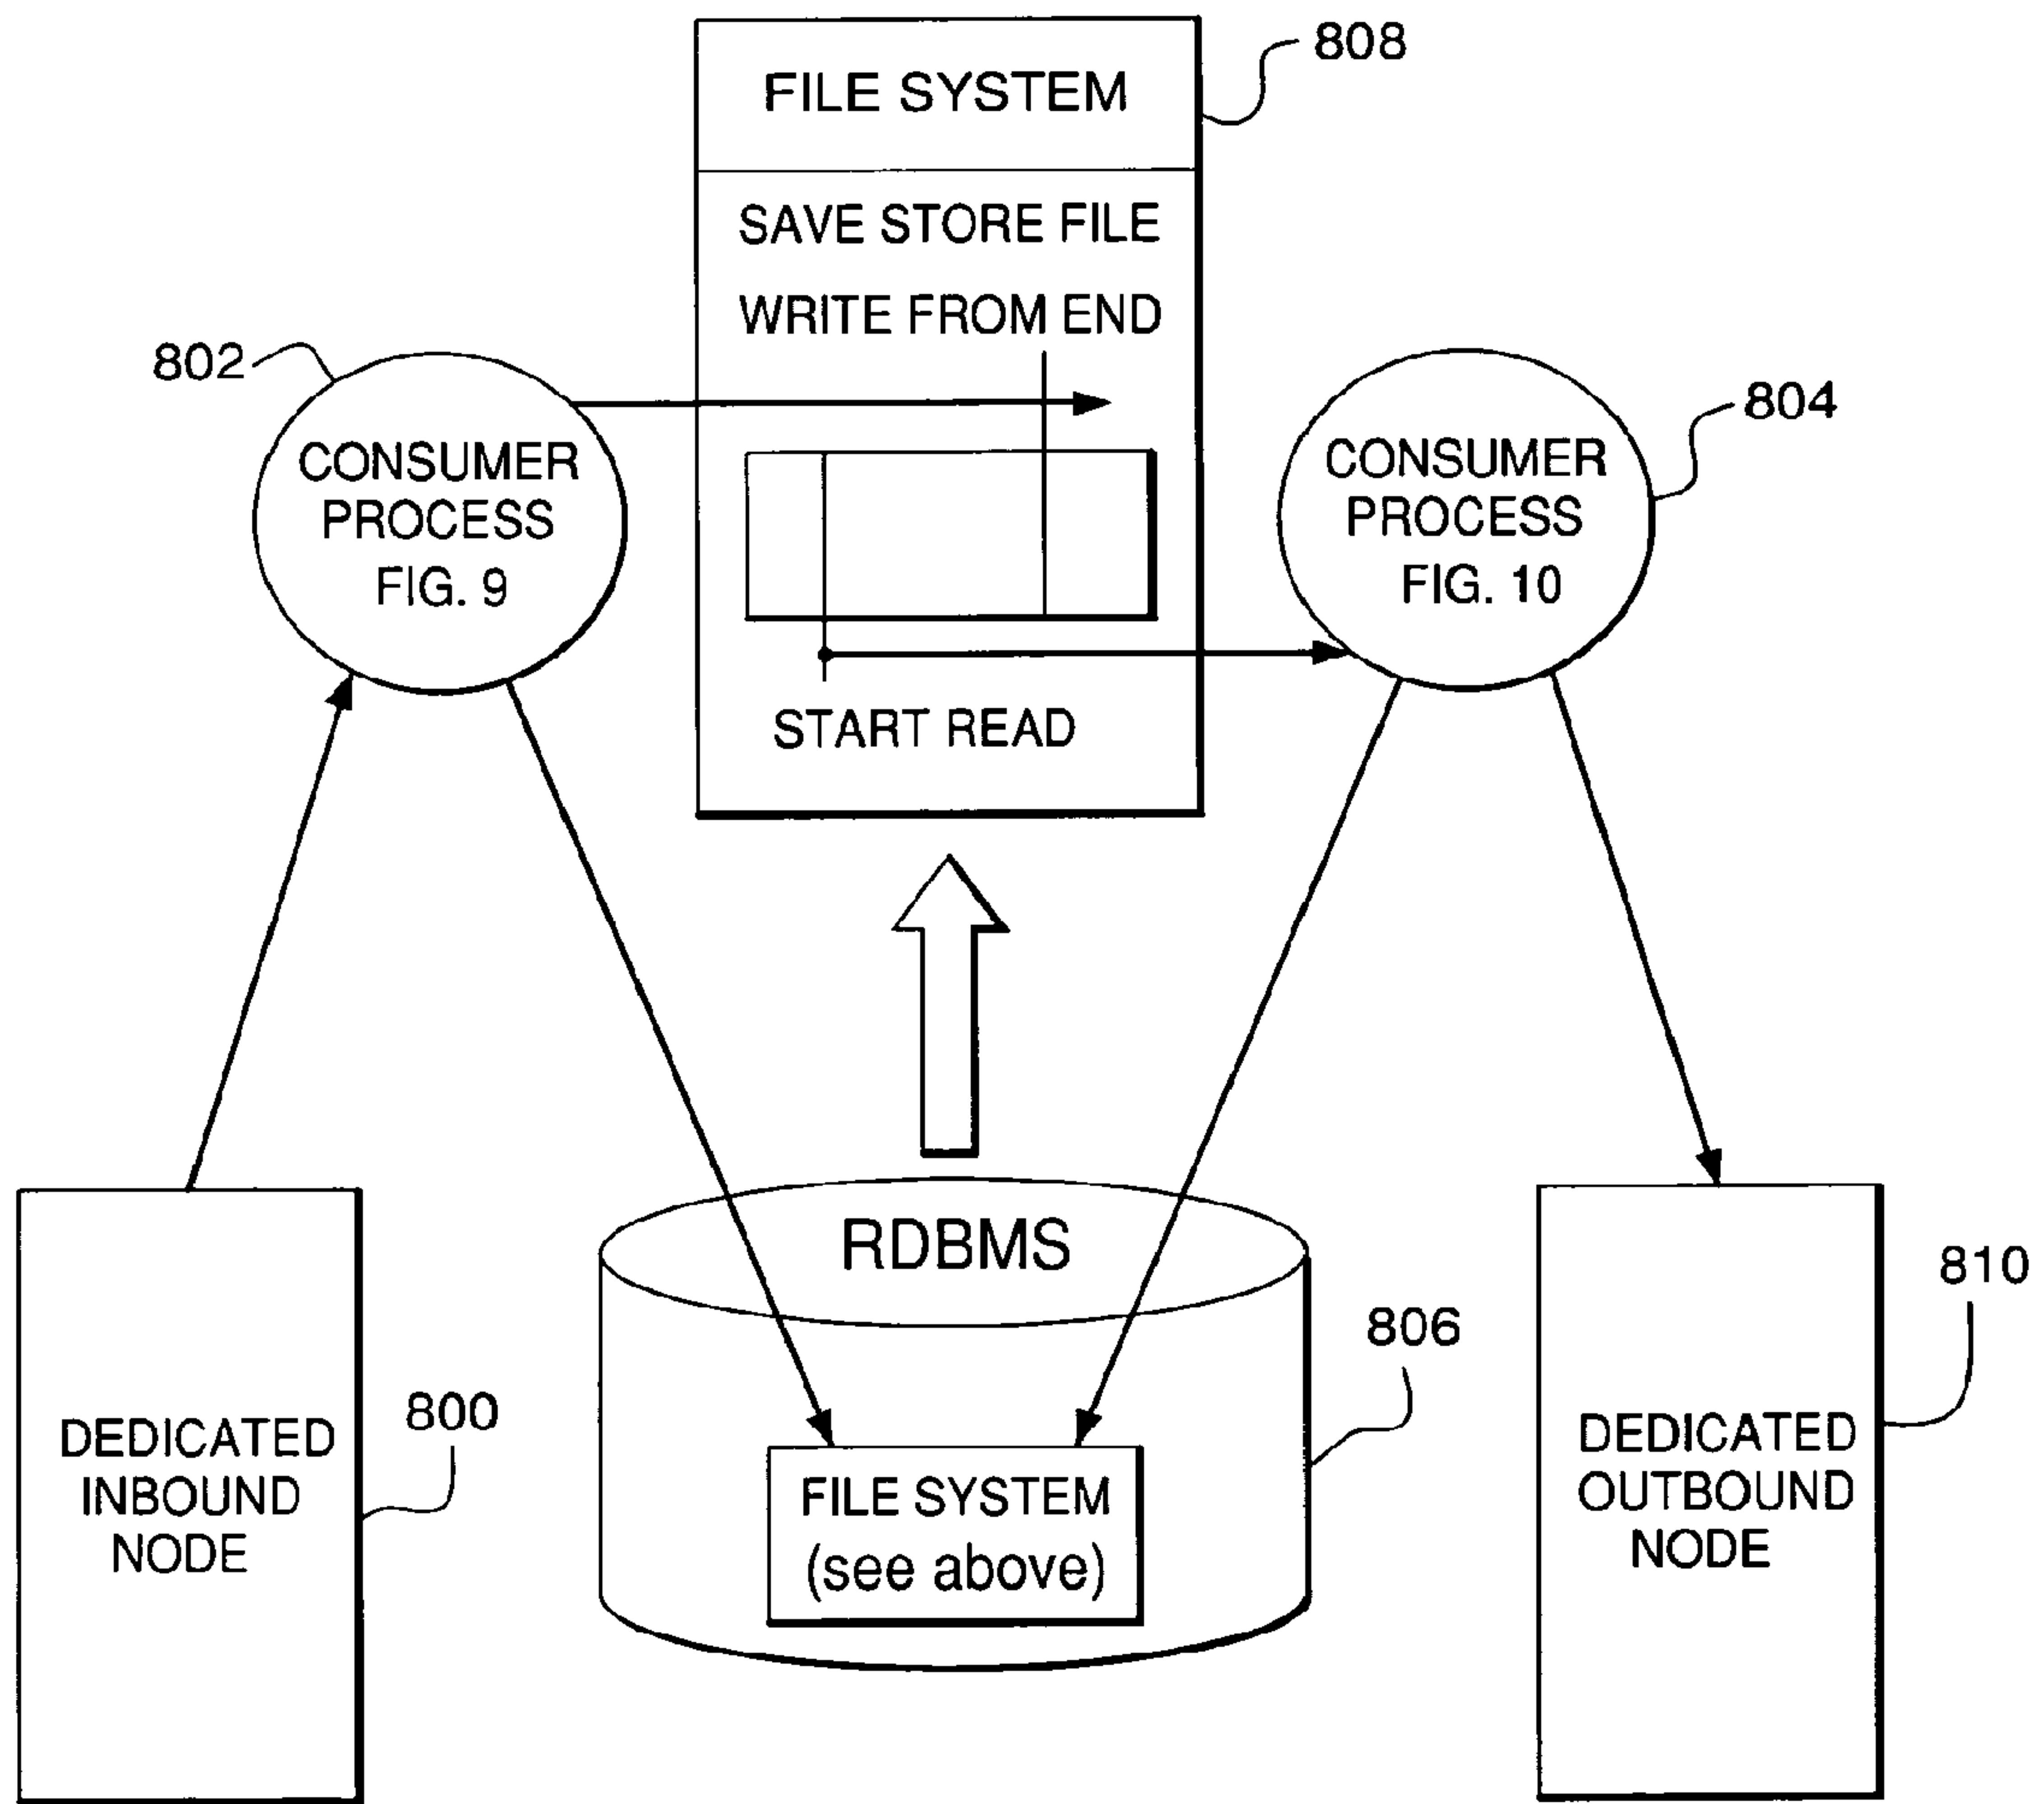 808
FILE SYSTEM
SAVE STORE FILE
WRITE FROM END
802
804
CONSUMER
PROCESS
FIG. 9
CONSUMER
PROCESS
FIG. 10
START READ
RDBMS
810
806
800
DEDICATED
INBOUND
NODE
FILE SYSTEM
(see above)
DEDICATED
OUTBOUND
NODE